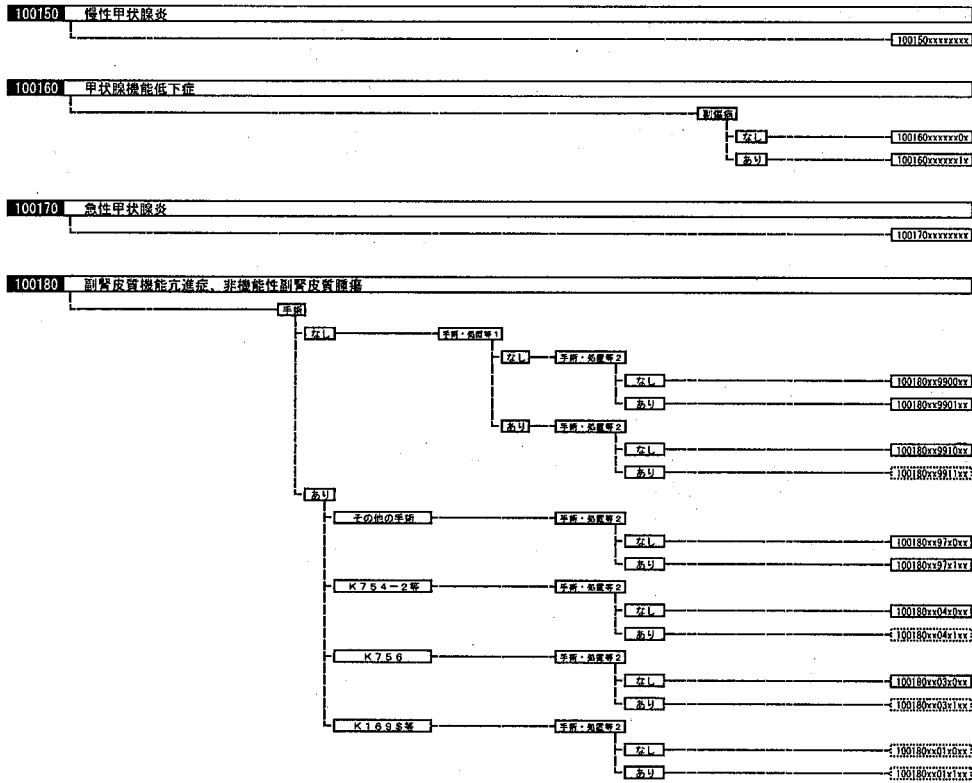 100150 慢性甲状腺炎
100150xxxxxxxx
100160 甲状腺機能低下症
副傷病
なし 100160xxxxxx0x
あり 100160xxxxxx1x
100170 急性甲状腺炎
100170xxxxxxxx
100180 副腎皮質機能亢進症、非機能性副腎皮質腫瘍
手術
なし 手術・処置等1
なし 手術・処置等2
なし 100180xx9900xx
あり 100180xx9901xx
あり 手術・処置等2
なし 100180xx9910xx
あり 100180xx9911xx
あり
その他の手術 手術・処置等2
なし 100180xx97x0xx
あり 100180xx97x1xx
K754-2等 手術・処置等2
なし 100180xx04x0xx
あり 100180xx04x1xx
K756 手術・処置等2
なし 100180xx03x0xx
あり 100180xx03x1xx
K169$等 手術・処置等2
なし 100180xx01x0xx
あり 100180xx01x1xx